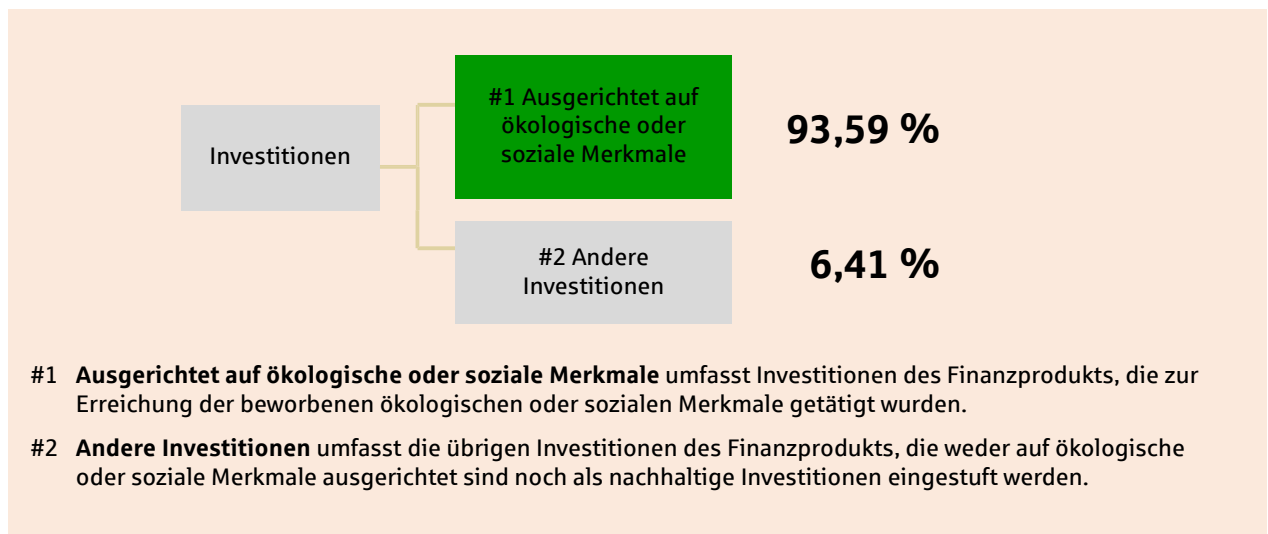 #1 Ausgerichtet auf
ökologische oder
soziale Merkmale
93,59 %
Investitionen
#2 Andere
Investitionen
6,41 %
#1 Ausgerichtet auf ökologische oder soziale Merkmale umfasst Investitionen des Finanzprodukts, die zur
Erreichung der beworbenen ökologischen oder sozialen Merkmale getätigt wurden.
#2 Andere Investitionen umfasst die übrigen Investitionen des Finanzprodukts, die weder auf ökologische
oder soziale Merkmale ausgerichtet sind noch als nachhaltige Investitionen eingestuft werden.